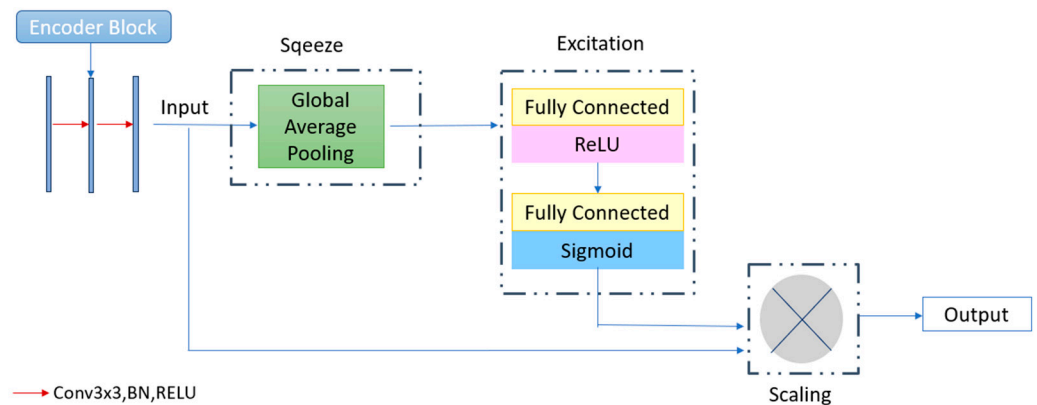 Encoder Block
Sqeeze
Excitation
Input
Global
Average
Pooling
Fully Connected
ReLU
Fully Connected
Sigmoid
Output
Scaling
Conv3x3,BN,RELU